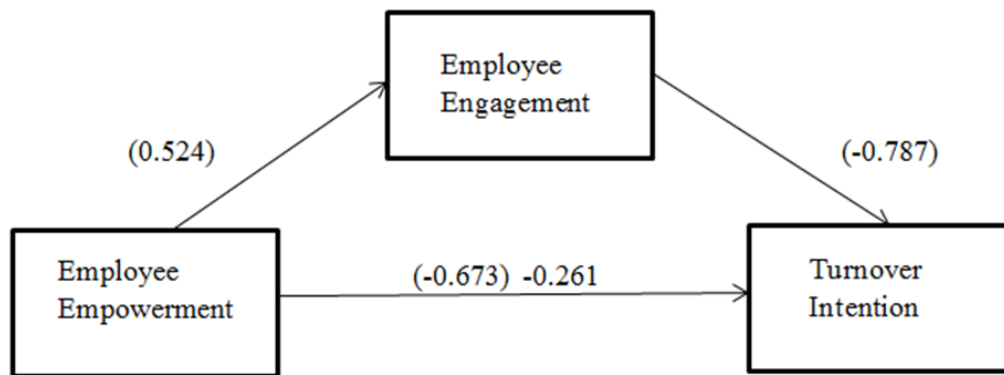 Employee
Engagement
(0.524)
(-0.787)
Employee
Empowerment
(-0.673) -0.261
Turnover
Intention